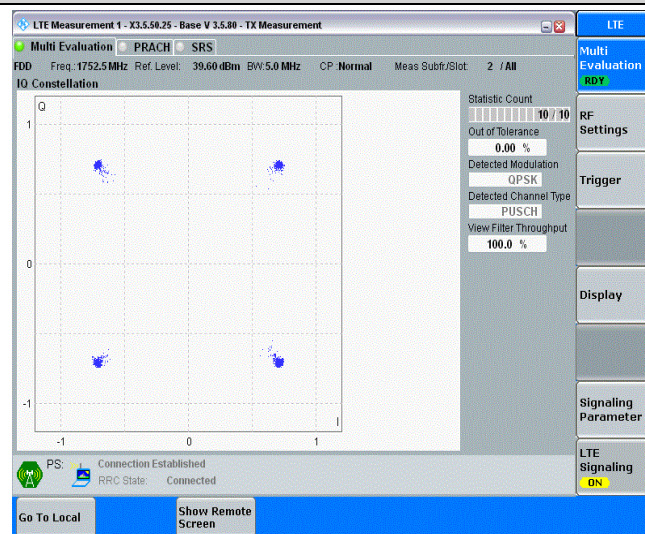 LTE Measurement 1 - X3.5.50.25 - Base V 3.5.80 - TX Measurement
LTE
Multi Evaluation PRACH SRS
FDD Freq.: 1752.5 MHz Ref. Level: 39.60 dBm BW: 5.0 MHz CP :Normal Meas Subfr./Slot: 2 / All
IQ Constellation
Q
1
0
-1
-1 0 1
I
Statistic Count
10 / 10
Out of Tolerance
0.00 %
Detected Modulation
QPSK
Detected Channel Type
PUSCH
View Filter Throughput
100.0 %
Multi
Evaluation
RDY
RF
Settings
Trigger
Display
Signaling
Parameter
LTE
Signaling
ON
PS: Connection Established
RRC State: Connected
Go To Local
Show Remote
Screen